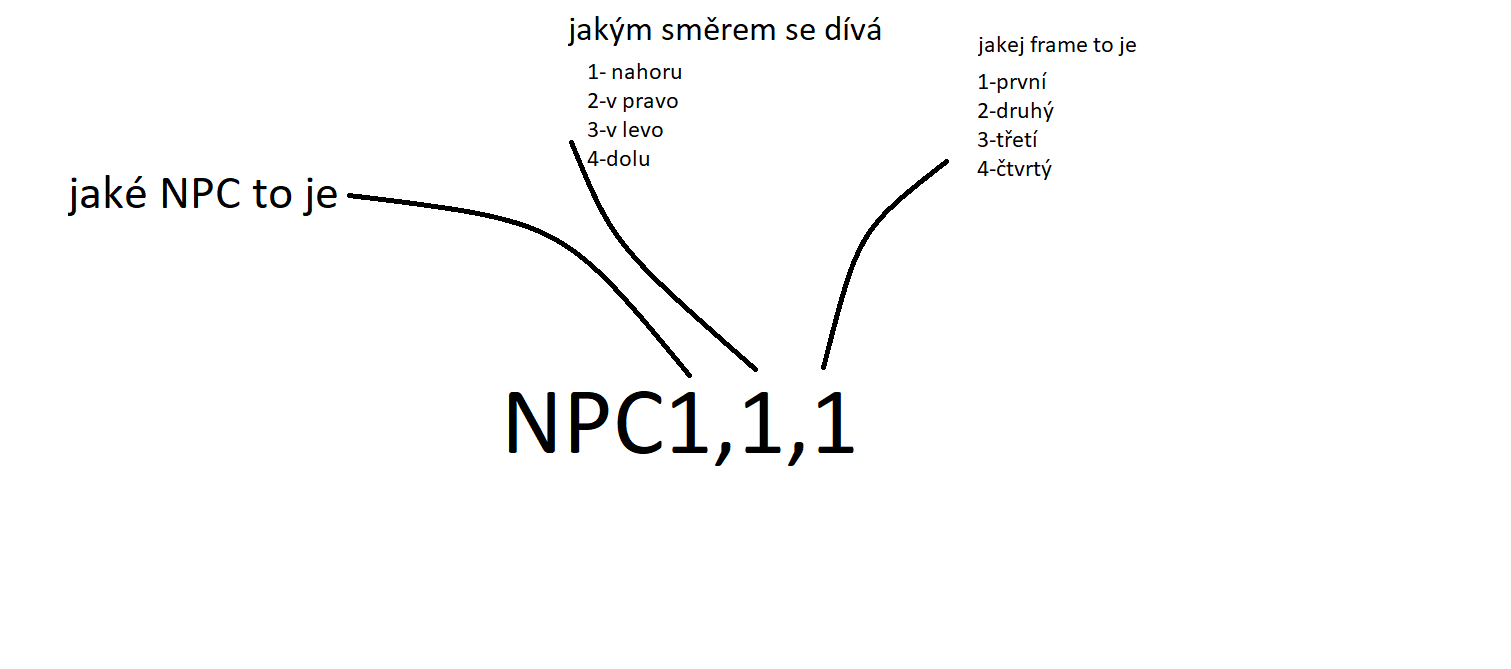 jakým směrem se dívá
1- nahoru
2-v pravo
3-v levo
4-dolu
jakej frame to je
1-první
2-druhý
3-třetí
4-čtvrtý
jaké NPC to je
NPC1,1,1